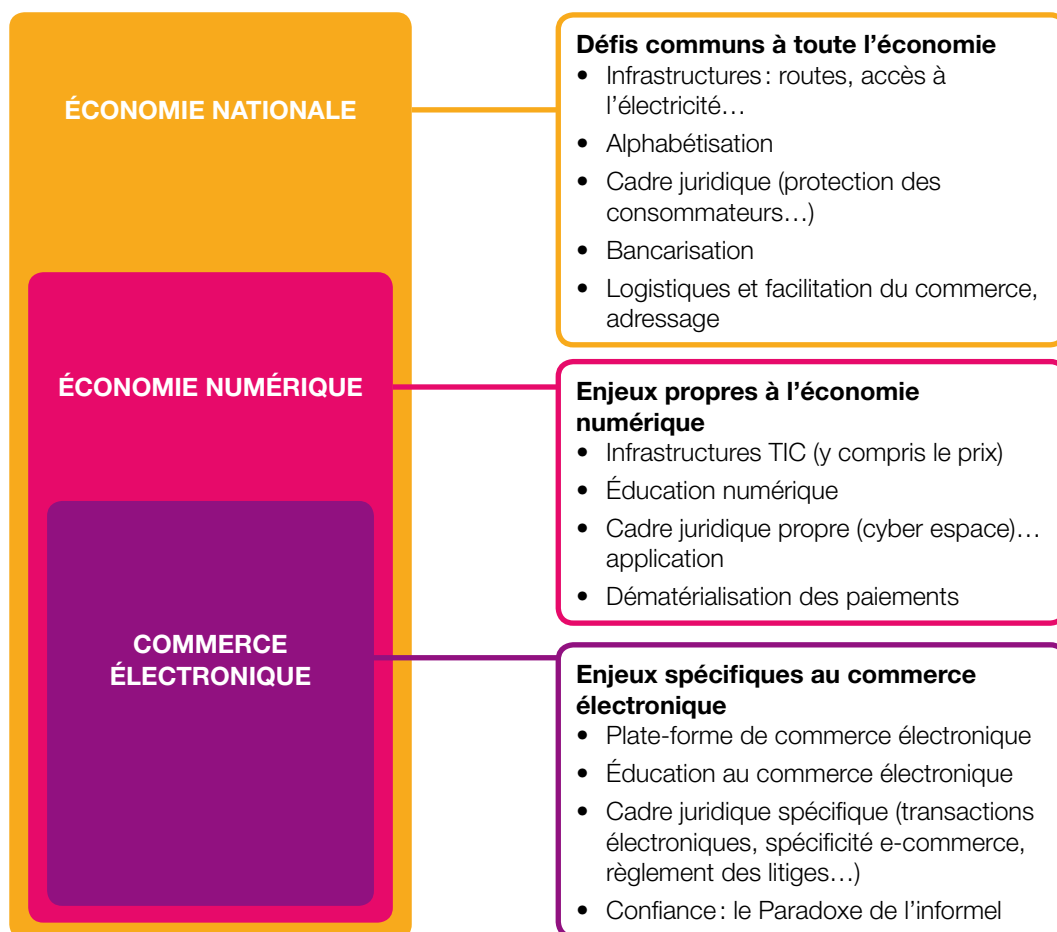 ÉCONOMIE NATIONALE
Défis communs à toute l’économie
• Infrastructures : routes, accès à
l’électricité…
• Alphabétisation
• Cadre juridique (protection des
consommateurs…)
• Bancarisation
• Logistiques et facilitation du commerce,
adressage
ÉCONOMIE NUMÉRIQUE
Enjeux propres à l’économie
numérique
• Infrastructures TIC (y compris le prix)
• Éducation numérique
• Cadre juridique propre (cyber espace)…
application
• Dématérialisation des paiements
COMMERCE
ÉLECTRONIQUE
Enjeux spécifiques au commerce
électronique
• Plate-forme de commerce électronique
• Éducation au commerce électronique
• Cadre juridique spécifique (transactions
électroniques, spécificité e-commerce,
règlement des litiges…)
• Confiance : le Paradoxe de l’informel